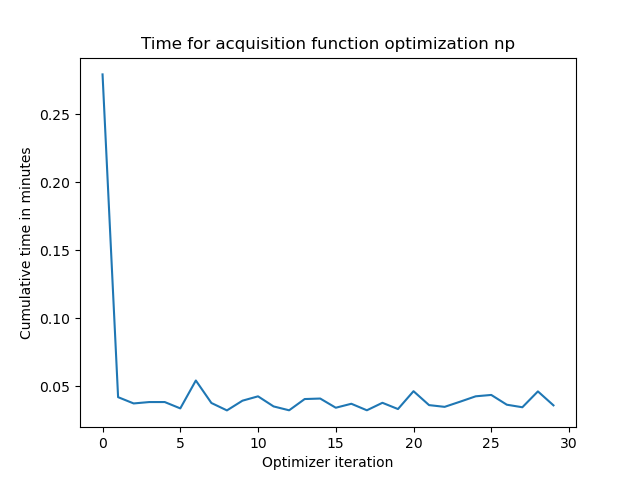 Time for acquisition function optimization np
Cumulative time in minutes
0.25
0.20
0.15
0.10
0.05
0 5 10 15 20 25 30
Optimizer iteration